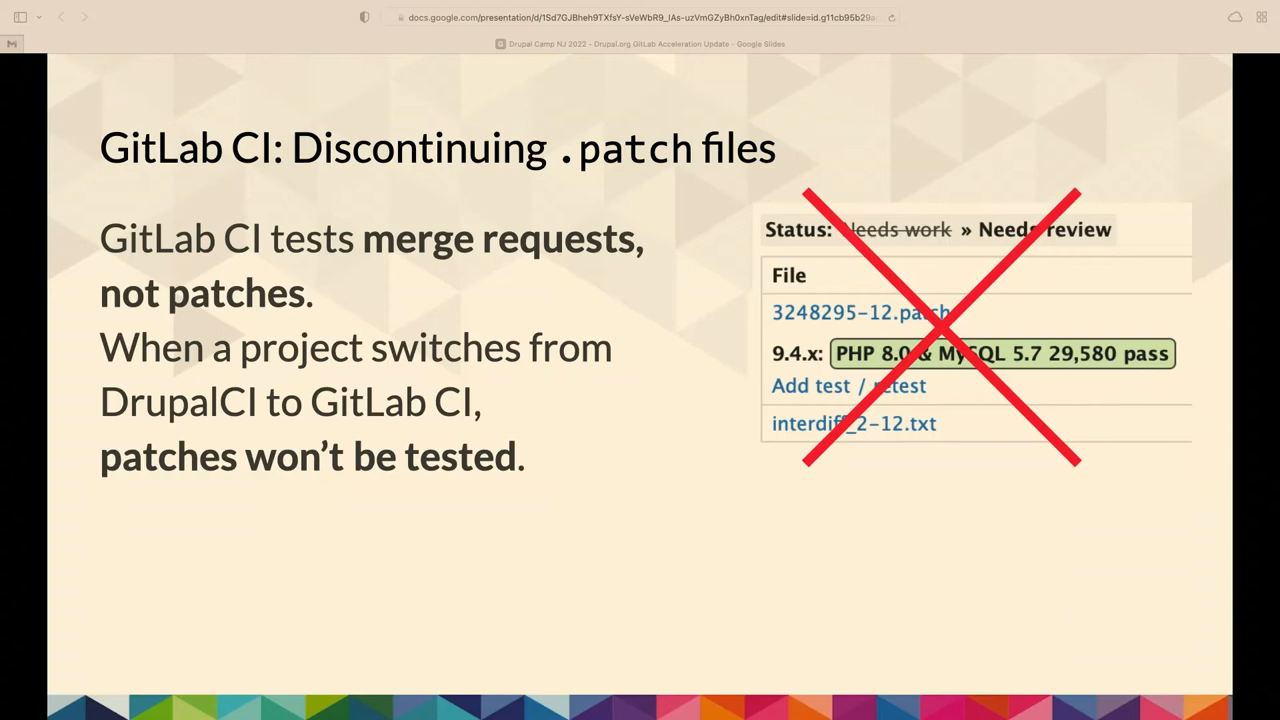 docs.google.com/presentation/d/1Sd7GJBheh9TXfsY-sVeWbR9_IAs-uzVmGZyBh0xnTag/edit#slide=id.g11cb95b29a
M
Drupal Camp NJ 2022 - Drupal.org GitLab Acceleration Update - Google Slides
GitLab CI: Discontinuing .patch files
GitLab CI tests merge requests,
not patches.
When a project switches from
DrupalCI to GitLab CI,
patches won’t be tested.
Status: Needs work » Needs review
File
3248295-12.patch
9.4.x: PHP 8.0 & MySQL 5.7 29,580 pass
Add test / retest
interdiff_2-12.txt